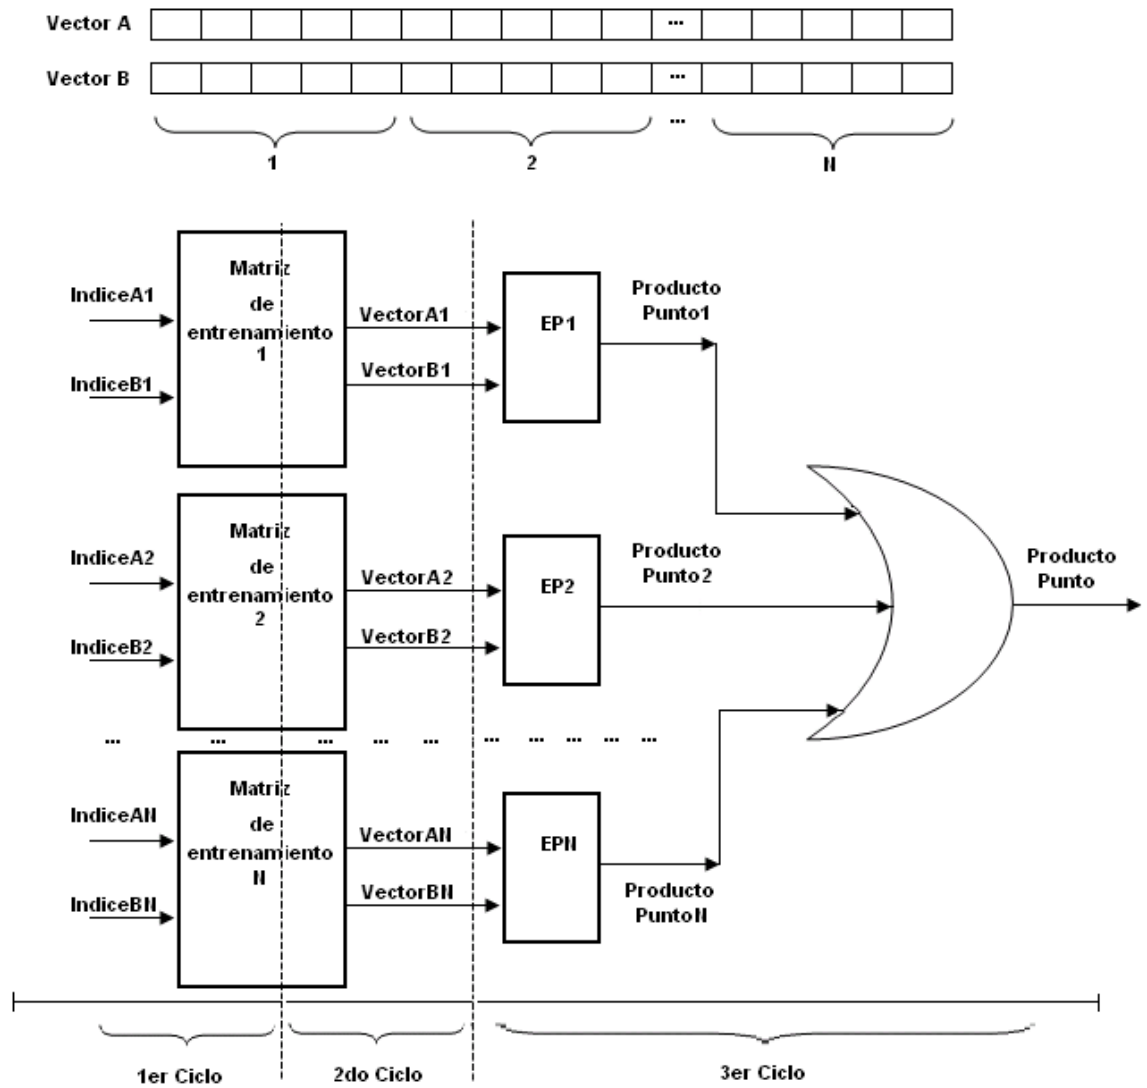 Vector A
...
Vector B
...
...
1
2
N
Matriz
de
entrenamiento
1
IndiceA1
IndiceB1
VectorA1
VectorB1
EP1
Producto
Punto1
Matriz
de
entrenamiento
2
IndiceA2
IndiceB2
VectorA2
VectorB2
EP2
Producto
Punto2
Producto
Punto
... ... ... ... ... ... ... ... ... ...
Matriz
de
entrenamiento
N
IndiceAN
IndiceBN
VectorAN
VectorBN
EPN
Producto
PuntoN
1er Ciclo
2do Ciclo
3er Ciclo